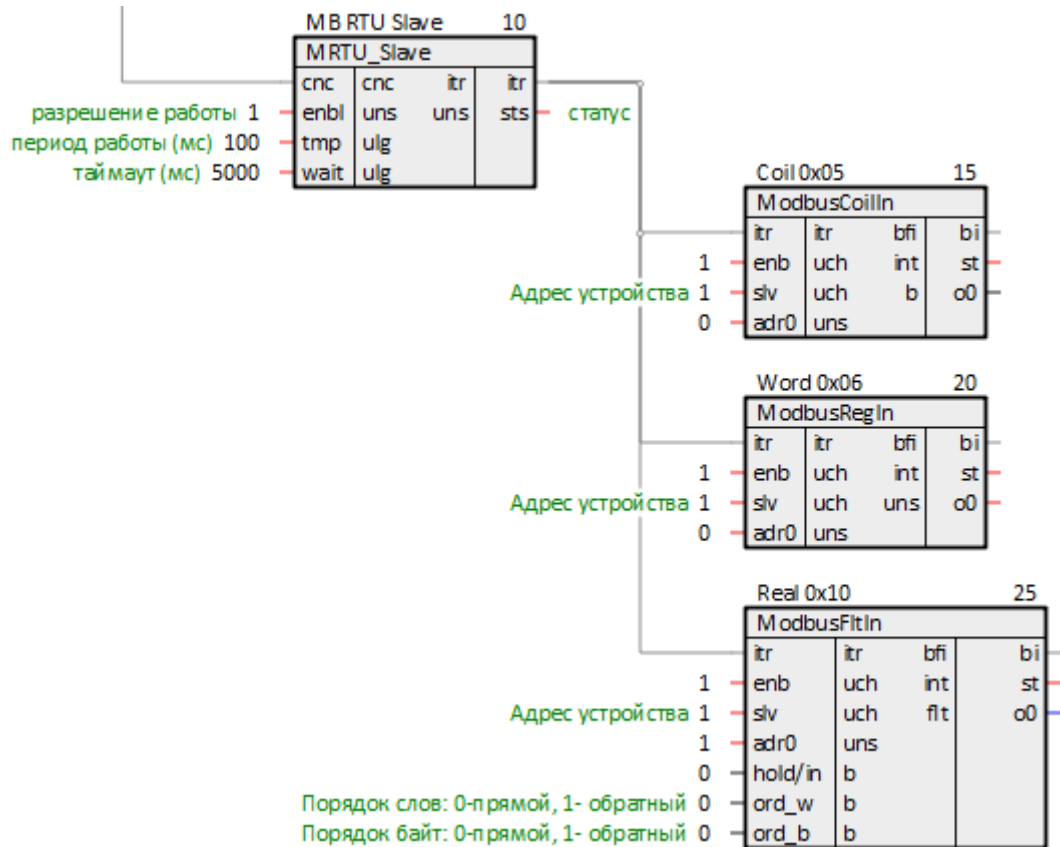 MB RTU Slave 10
MRTU_Slave
cnc cnc itr itr
разрешение работы 1 enbl uns uns sts статус
период работы (мс) 100 tmp ulg
таймаут (мс) 5000 wait ulg
Coil 0x05 15
ModbusCoilIn
itr itr bfi bi
1 enb uch int st
Адрес устройства 1 slv uch b o0
0 adr0 uns
Word 0x06 20
ModbusRegIn
itr itr bfi bi
1 enb uch int st
Адрес устройства 1 slv uch uns o0
0 adr0 uns
Real 0x10 25
ModbusFltIn
itr itr bfi bi
1 enb uch int st
Адрес устройства 1 slv uch flt o0
1 adr0 uns
0 hold/in b
Порядок слов: 0-прямой, 1- обратный 0 ord_w b
Порядок байт: 0-прямой, 1- обратный 0 ord_b b